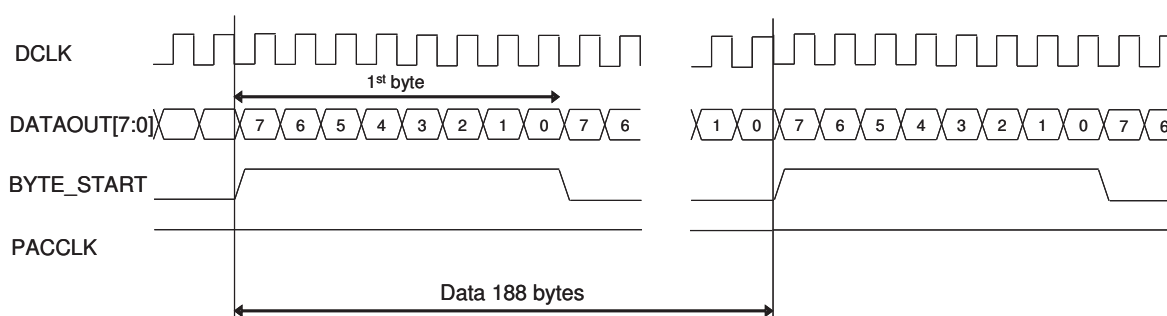 DCLK
1st byte
DATAOUT[7:0] 7 6 5 4 3 2 1 0 7 6 1 0 7 6 5 4 3 2 1 0 7 6
BYTE_START
PACCLK
Data 188 bytes